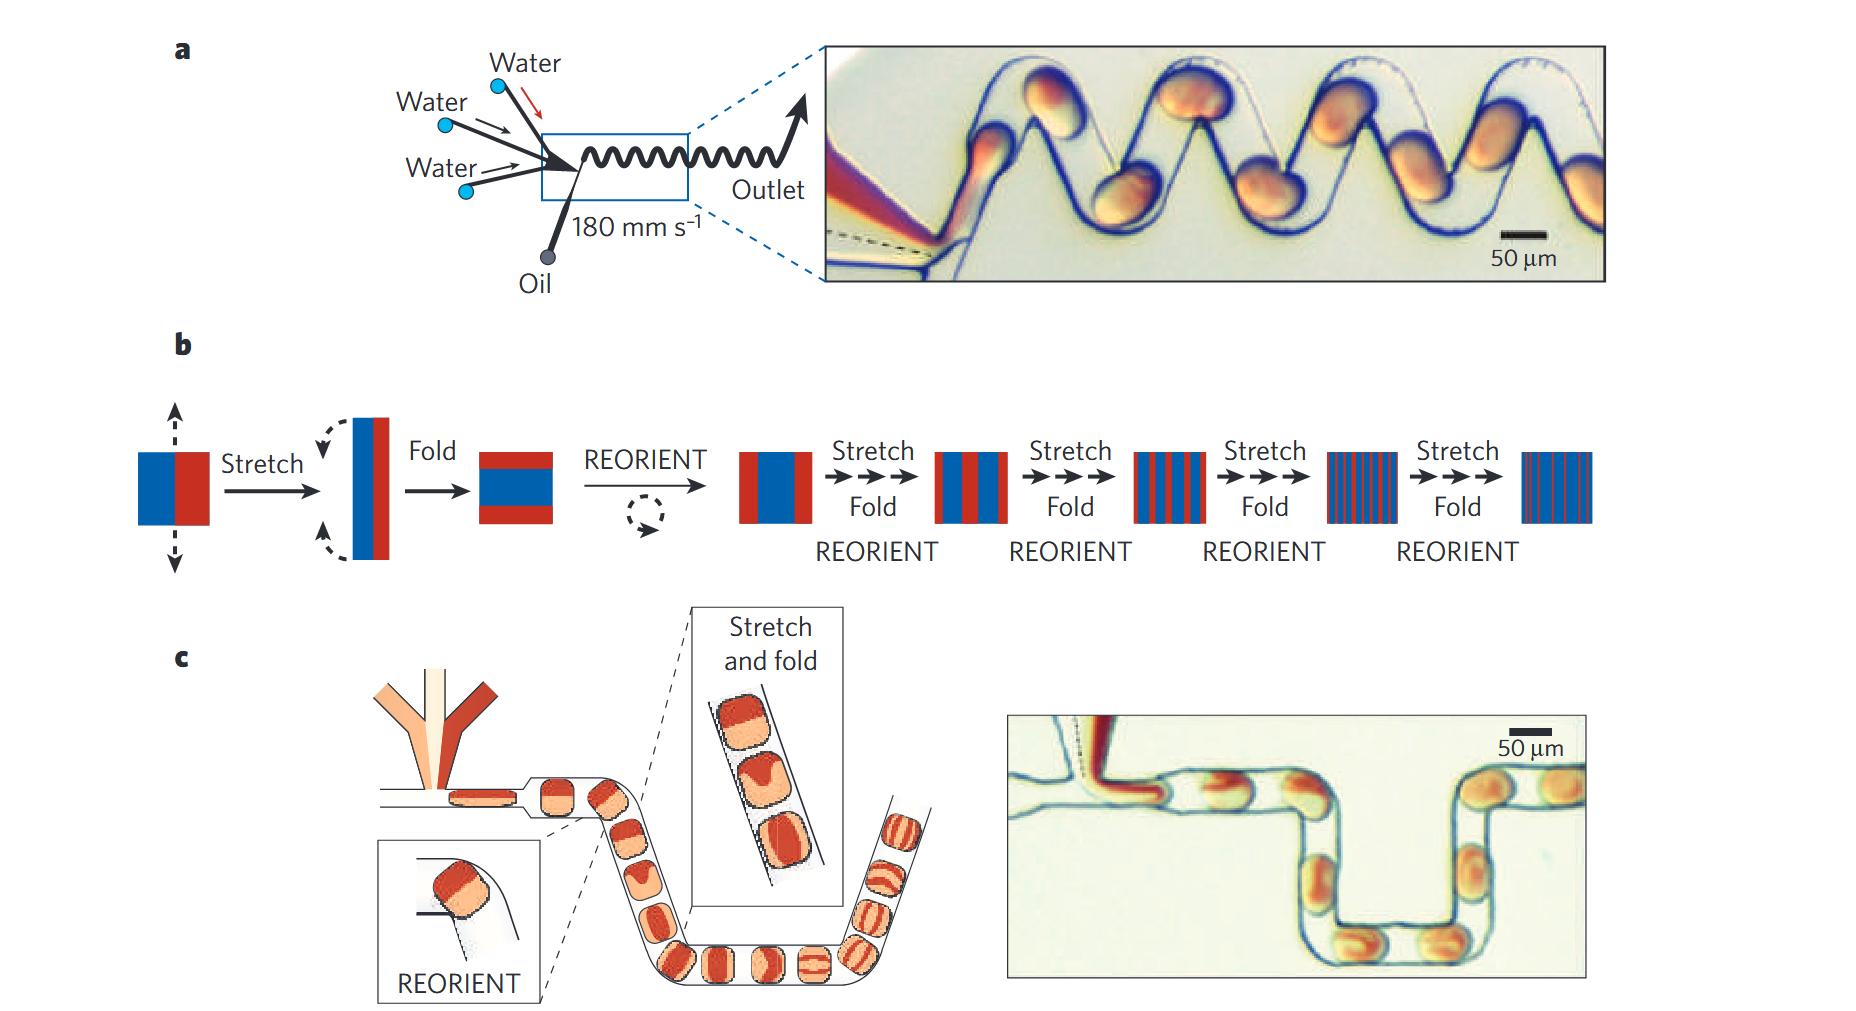 a
Water
Water
Water
180 mm s⁻¹
Outlet
Oil
50 µm
b
Stretch
Fold
REORIENT
Stretch
Fold
REORIENT
Stretch
Fold
REORIENT
Stretch
Fold
REORIENT
Stretch
Fold
REORIENT
c
Stretch
and fold
REORIENT
50 µm